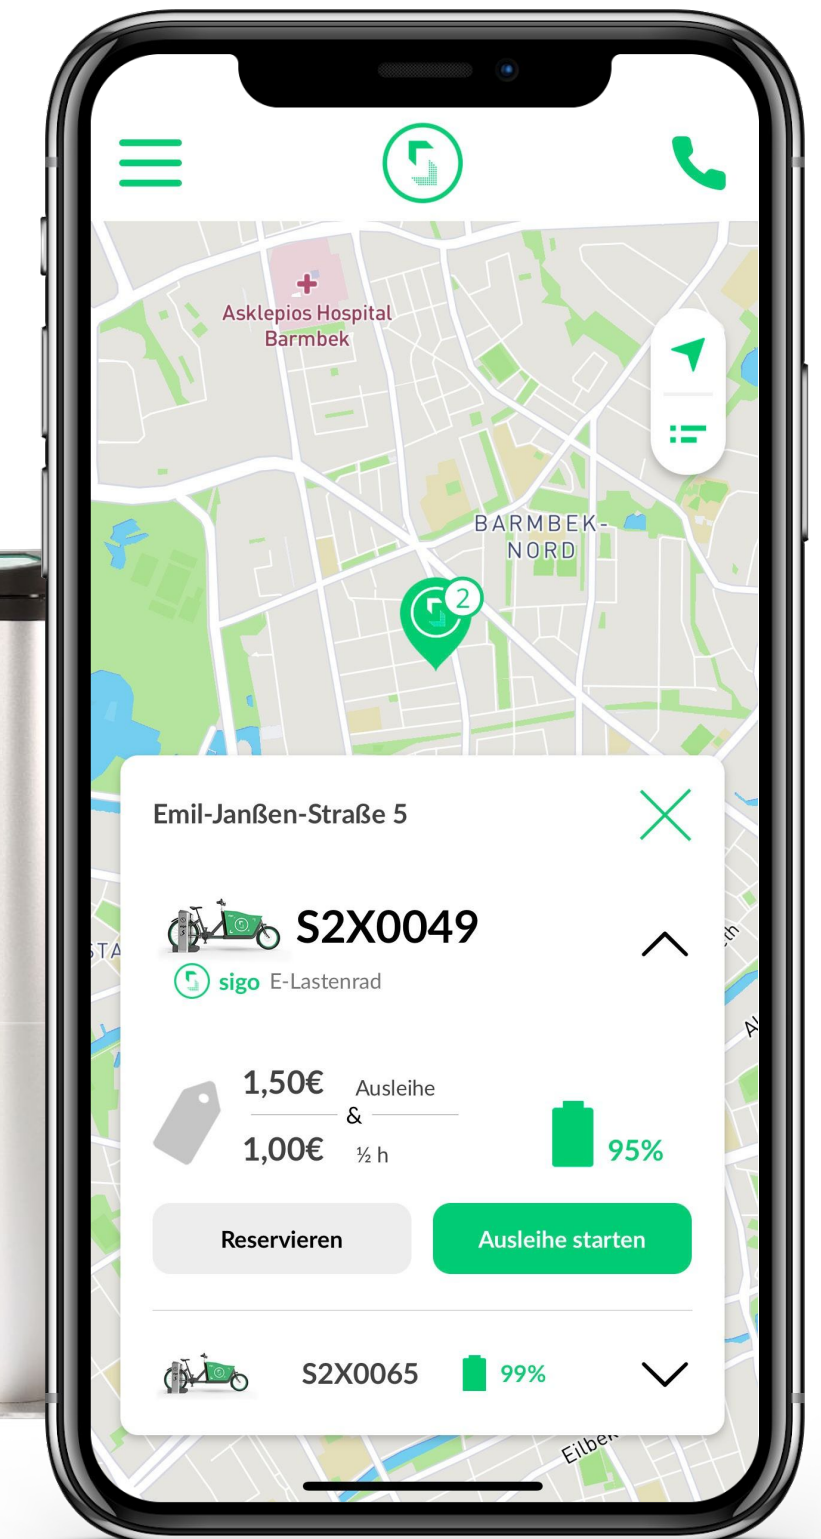 Asklepios Hospital
Barmbek
BARMBEK-
NORD
2
Emil-Janßen-Straße 5
S2X0049
sigo E-Lastenrad
1,50€ Ausleihe
&
1,00€ ½ h
95%
Reservieren Ausleihe starten
S2X0065 99%